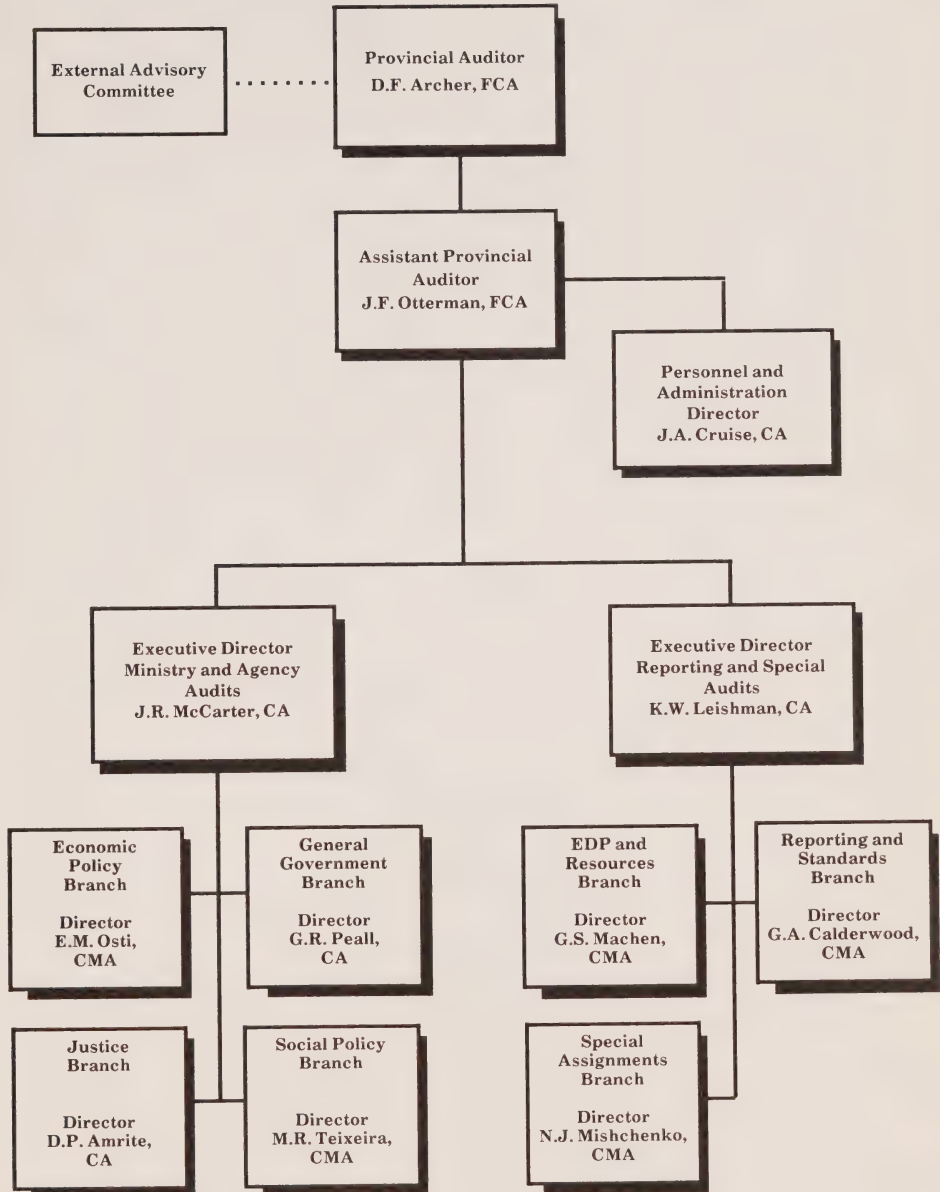 External Advisory
Committee
Provincial Auditor
D.F. Archer, FCA
Assistant Provincial
Auditor
J.F. Otterman, FCA
Personnel and
Administration
Director
J.A. Cruise, CA
Executive Director
Ministry and Agency
Audits
J.R. McCarter, CA
Executive Director
Reporting and Special
Audits
K.W. Leishman, CA
Economic
Policy
Branch
Director
E.M. Osti,
CMA
General
Government
Branch
Director
G.R. Peall,
CA
EDP and
Resources
Branch
Director
G.S. Machen,
CMA
Reporting and
Standards
Branch
Director
G.A. Calderwood,
CMA
Justice
Branch
Director
D.P. Amrite,
CA
Social Policy
Branch
Director
M.R. Teixeira,
CMA
Special
Assignments
Branch
Director
N.J. Mishchenko,
CMA